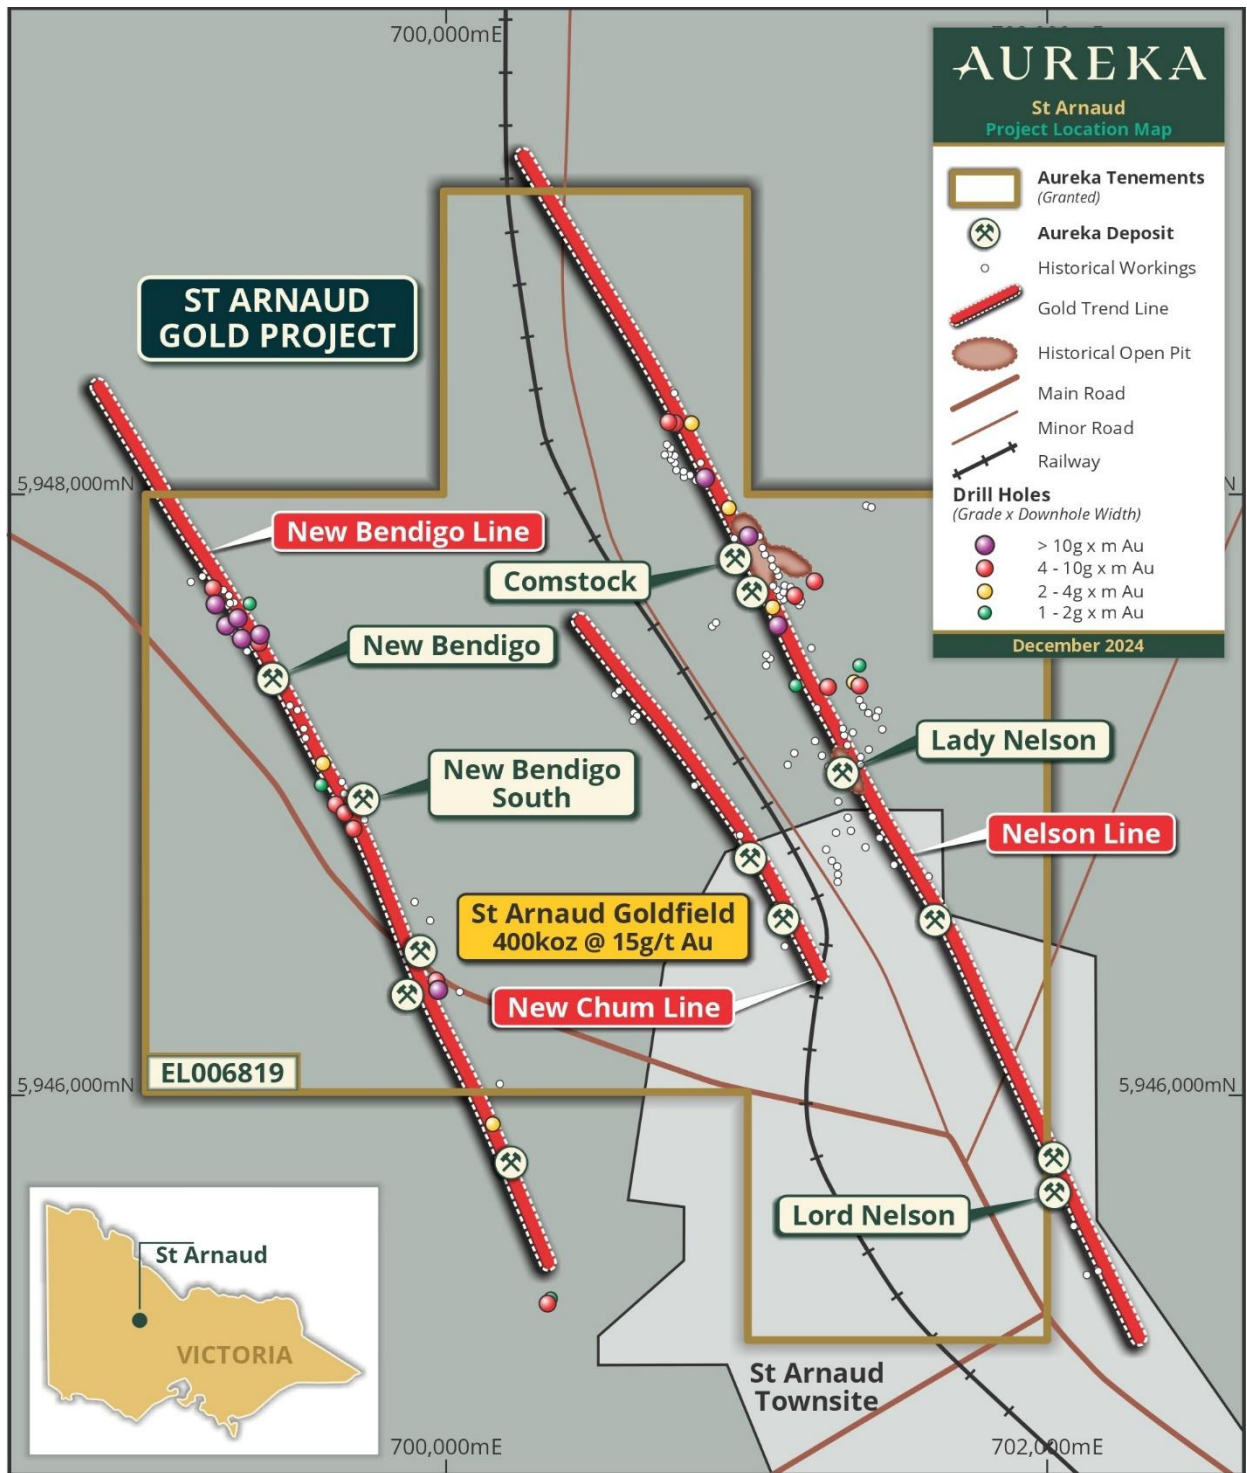 700,000mE
AUREKA
St Arnaud
Project Location Map
Aureka Tenements
(Granted)
Aureka Deposit
Historical Workings
Gold Trend Line
Historical Open Pit
Main Road
Minor Road
Railway
Drill Holes
(Grade x Downhole Width)
> 10g x m Au
4 - 10g x m Au
2 - 4g x m Au
1 - 2g x m Au
December 2024
ST ARNAUD
GOLD PROJECT
5,948,000mN
N
New Bendigo Line
Comstock
New Bendigo
Lady Nelson
New Bendigo
South
Nelson Line
St Arnaud Goldfield
400koz @ 15g/t Au
New Chum Line
EL006819
5,946,000mN
5,946,000mN
Lord Nelson
St Arnaud
VICTORIA
St Arnaud
Townsite
700,000mE
702,000mE